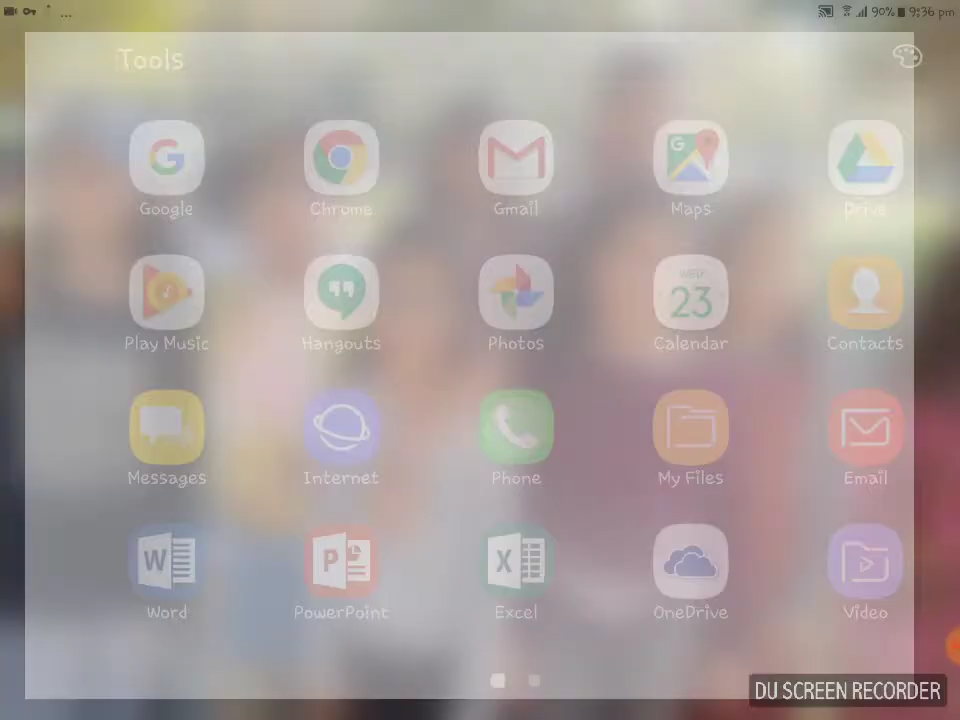 ... 90% 9:36 pm
Tools
Google Chrome Gmail Maps Drive
WED
23
Play Music Hangouts Photos Calendar Contacts
Messages Internet Phone My Files Email
Word PowerPoint Excel OneDrive Video
DU SCREEN RECORDER